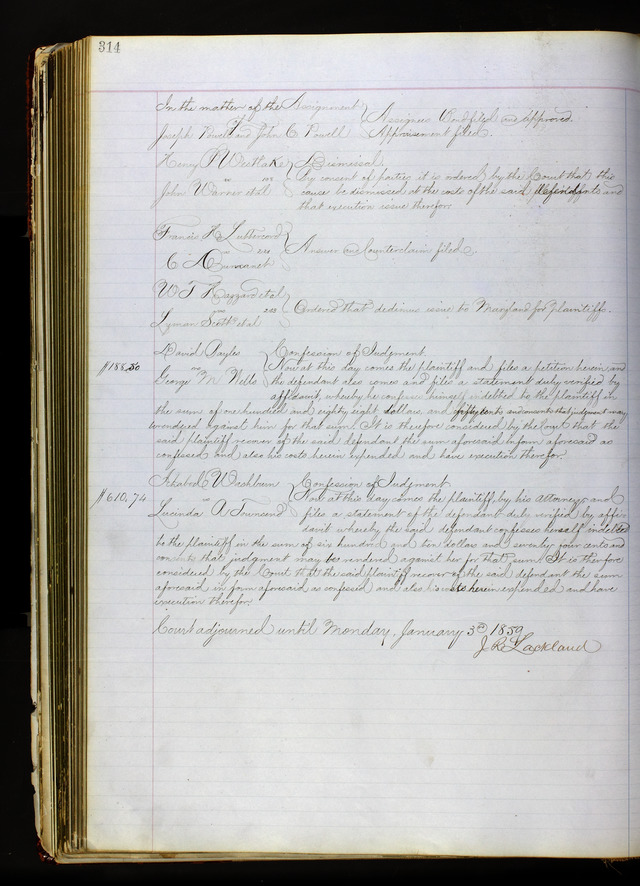 314
In the matter of the Assignment } Assignees Bond filed and approved.
Joseph Powell and John C Powell } Appraisement filed.
Henry P Westlake } Dismissal.
vs } By consent of parties it is ordered by the Court that this
John Warner etal } cause be dismissed at the costs of the said defendants and
that execution issue therefor.
Francis H
vs } Answer and Counterclaim filed.
C A
W T Haggard etal
vs } Ordered that dedimus issue to Maryland for plaintiffs.
Lyman Scott etal
David Bayles } Confession of Judgment
$188.50 vs } Now at this day comes the plaintiff and files a petition herein and
George M Wells } the defendant also comes and files a statement duly verified by
affidavit, whereby he confesses himself indebted to the plaintiff in
the sum of one hundred and eighty eight dollars, and fifty cents and consents that judgment may
be rendered against him for that sum. It is therefore considered by the Court that the
said plaintiff recover of the said defendant the sum aforesaid in form aforesaid as
confessed and also his costs herein expended and have execution therefor.
Ichabod Washburn } Confession of Judgment
$610.74 vs } Now at this day comes the plaintiff, by his attorney and
Lucinda A Townsend } files a statement of the defendant duly verified by affi-
davit whereby the said defendant confesses herself indebted
to the plaintiff in the sum of six hundred and ten dollars and seventy four cents and
consents that judgment may be rendered against her for that sum. It is therefore
considered by the Court that the said plaintiff recover of the said defendant the sum
aforesaid in form aforesaid as confessed and also his costs herein expended and have
execution therefor.
Court adjourned until Monday, January 3rd 1859
J R Lackland